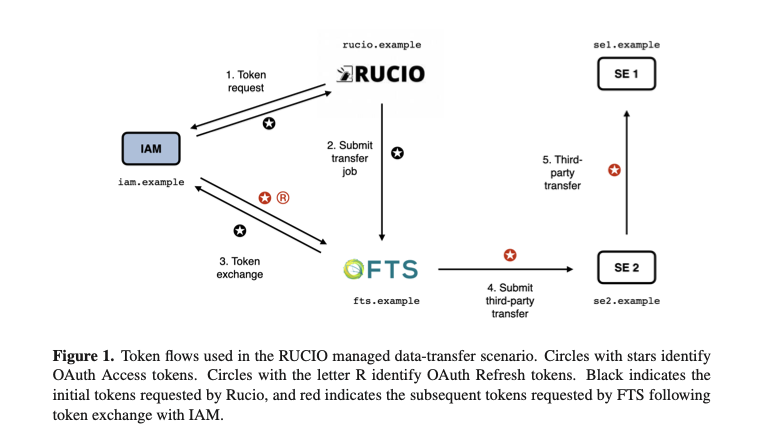 rucio.example
se1.example
RUCIO
SE 1
1. Token
request
IAM
iam.example
2. Submit
transfer
job
5. Third-
party
transfer
R
3. Token
exchange
FTS
fts.example
4. Submit
third-party
transfer
SE 2
se2.example
Figure 1. Token flows used in the RUCIO managed data-transfer scenario. Circles with stars identify
OAuth Access tokens. Circles with the letter R identify OAuth Refresh tokens. Black indicates the
initial tokens requested by Rucio, and red indicates the subsequent tokens requested by FTS following
token exchange with IAM.